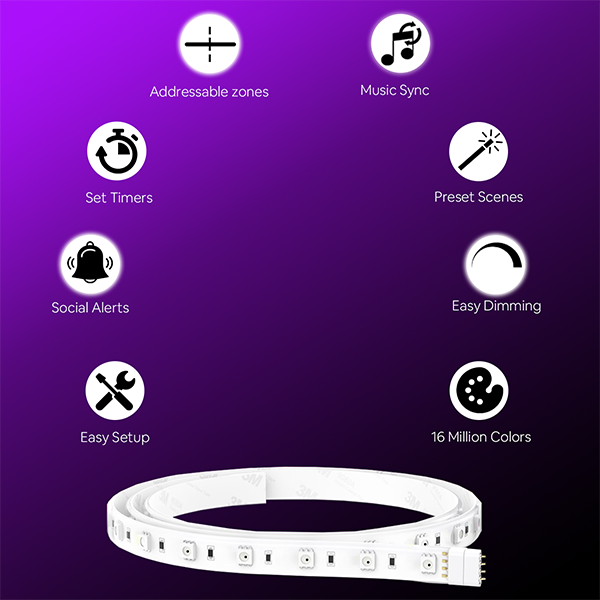 Addressable zones
Music Sync
Set Timers
Preset Scenes
Social Alerts
Easy Dimming
Easy Setup
16 Million Colors